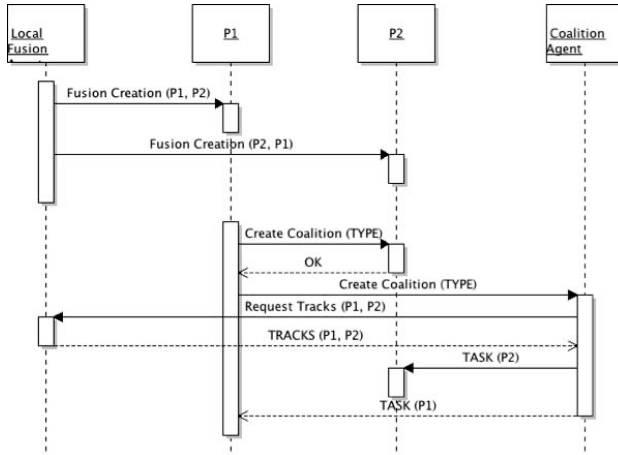 Local
Fusion
P1
P2
Coalition
Agent
Fusion Creation (P1, P2)
Fusion Creation (P2, P1)
Create Coalition (TYPE)
OK
Create Coalition (TYPE)
Request Tracks (P1, P2)
TRACKS (P1, P2)
TASK (P2)
TASK (P1)